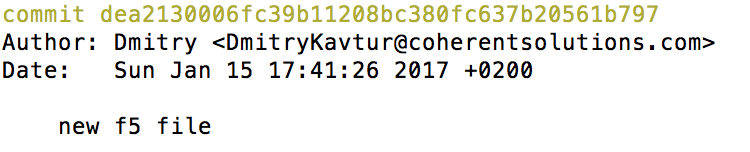 commit dea2130006fc39b11208bc380fc637b20561b797
Author: Dmitry <DmitryKavtur@coherentsolutions.com>
Date:   Sun Jan 15 17:41:26 2017 +0200
new f5 file